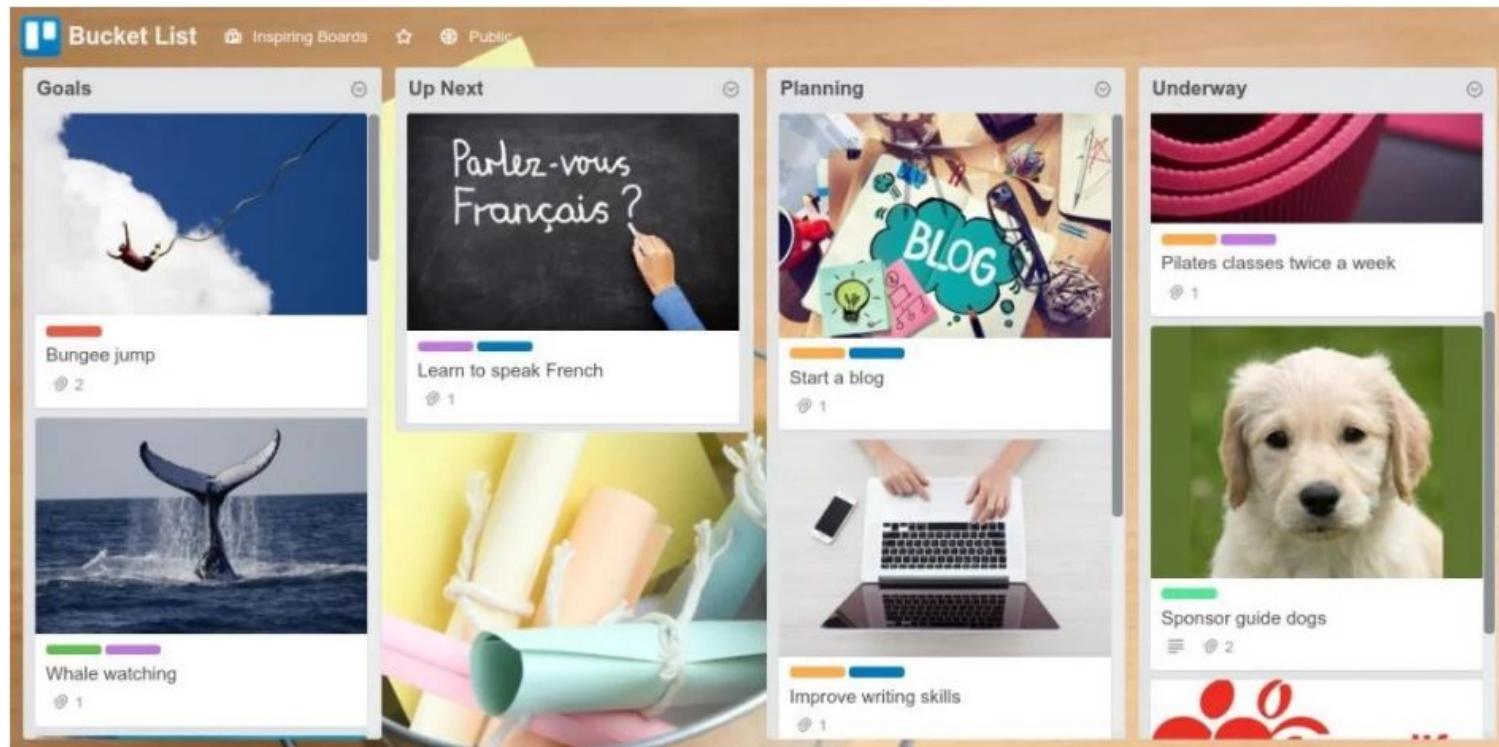 Bucket List Inspiring Boards Public
Goals
Bungee jump
2
Whale watching
1
Up Next
Parlez-vous
Français ?
Learn to speak French
1
Planning
BLOG
Start a blog
1
Improve writing skills
1
Underway
Pilates classes twice a week
1
Sponsor guide dogs
2